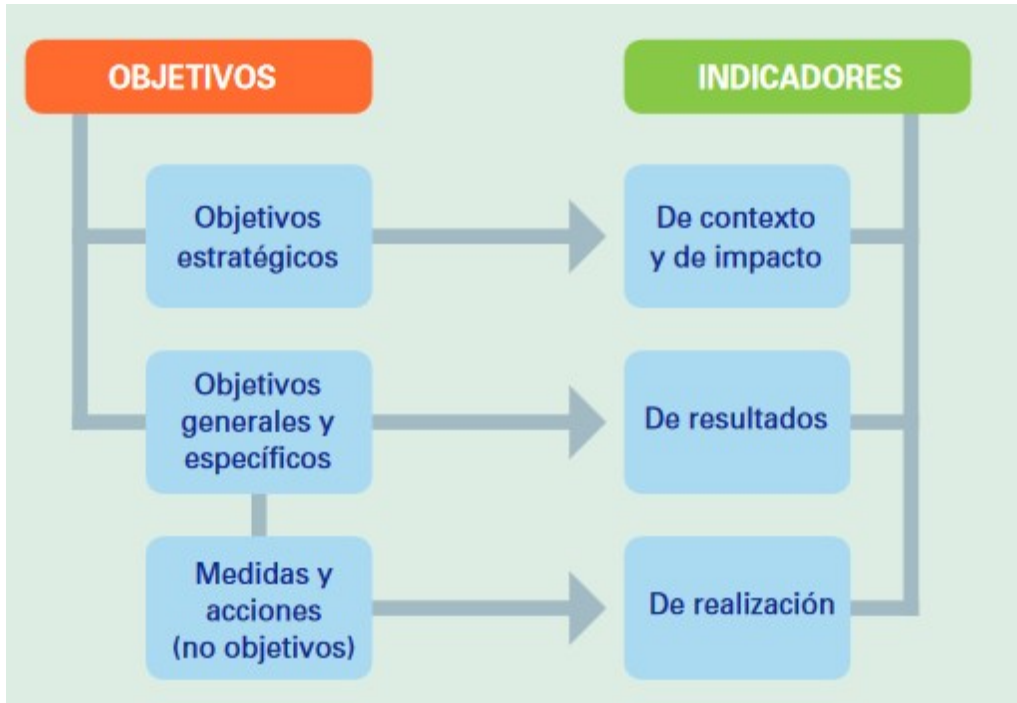 OBJETIVOS
INDICADORES
Objetivos
estratégicos
De contexto
y de impacto
Objetivos
generales y
específicos
De resultados
Medidas y
acciones
(no objetivos)
De realización